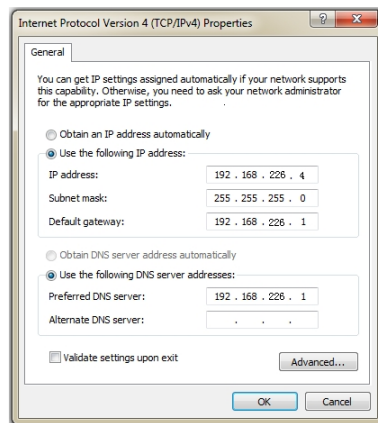 Internet Protocol Version 4 (TCP/IPv4) Properties
General
You can get IP settings assigned automatically if your network supports
this capability. Otherwise, you need to ask your network administrator
for the appropriate IP settings.
Obtain an IP address automatically
Use the following IP address:
IP address: 192 . 168 . 226 . 4
Subnet mask: 255 . 255 . 255 . 0
Default gateway: 192 . 168 . 226 . 1
Obtain DNS server address automatically
Use the following DNS server addresses:
Preferred DNS server: 192 . 168 . 226 . 1
Alternate DNS server: . . .
Validate settings upon exit
Advanced...
OK Cancel